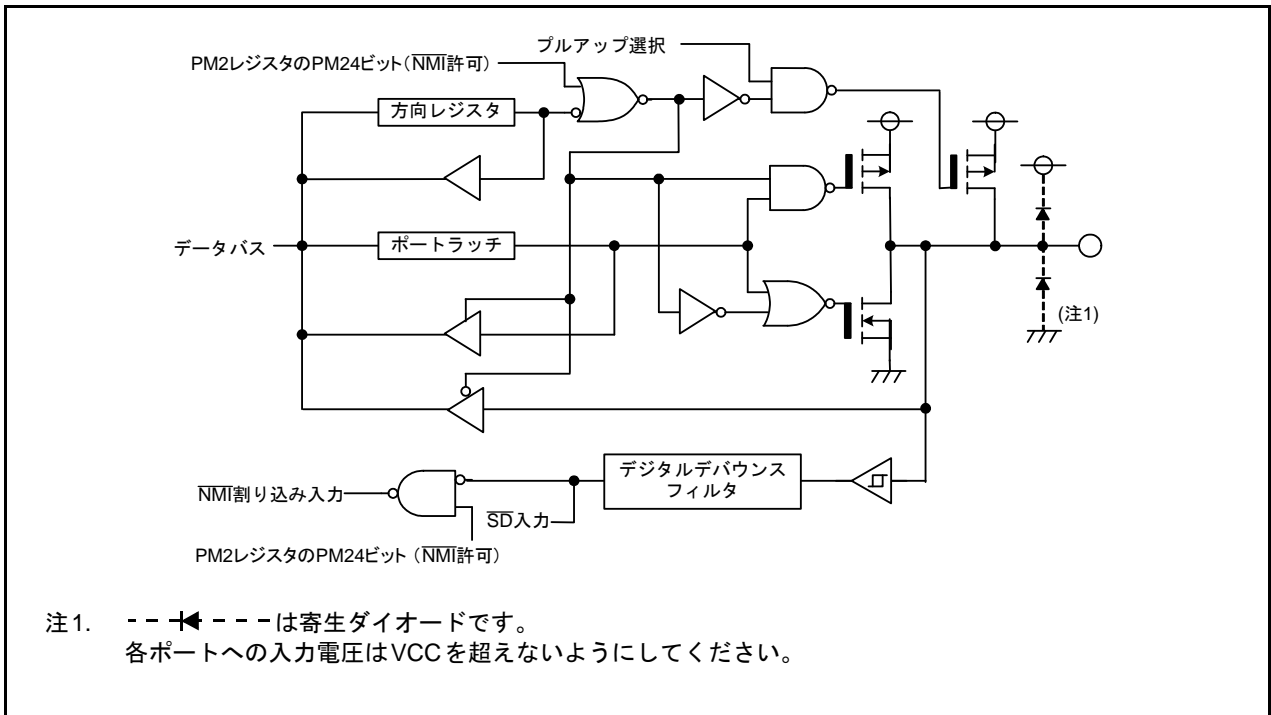 プルアップ選択
PM2レジスタのPM24ビット(NMI許可)
方向レジスタ
データバス
ポートラッチ
(注1)
デジタルデバウンス
フィルタ
NMI割り込み入力
SD入力
PM2レジスタのPM24ビット (NMI許可)
注1. は寄生ダイオードです。
各ポートへの入力電圧はVCCを超えないようにしてください。